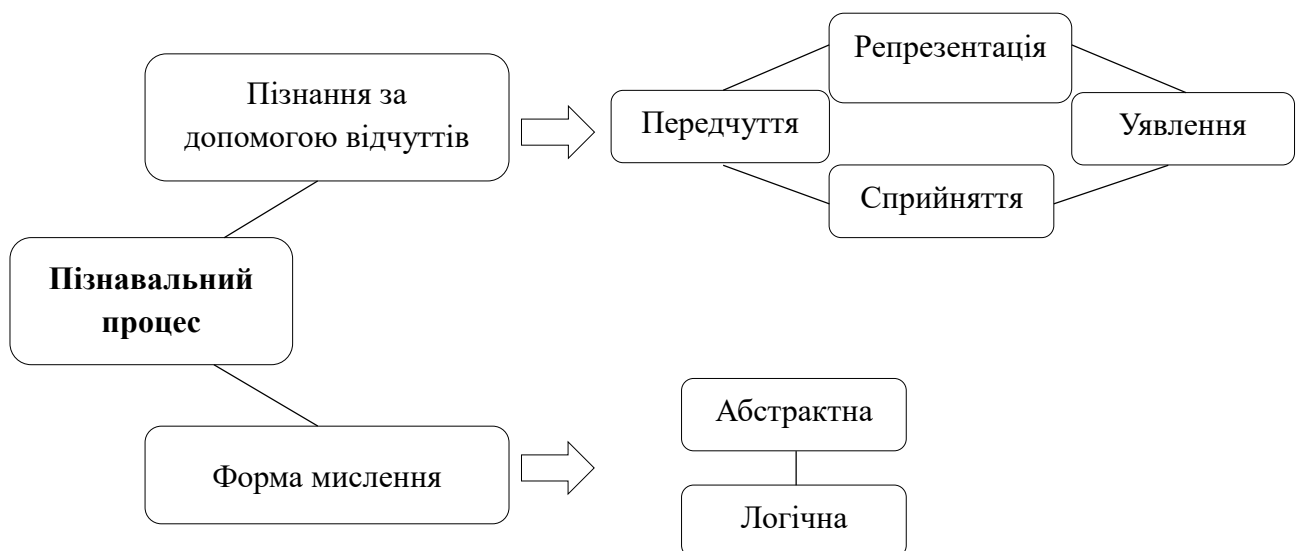 Репрезентація
Пізнання за
допомогою відчуттів
Передчуття
Уявлення
Сприйняття
Пізнавальний
процес
Абстрактна
Форма мислення
Логічна